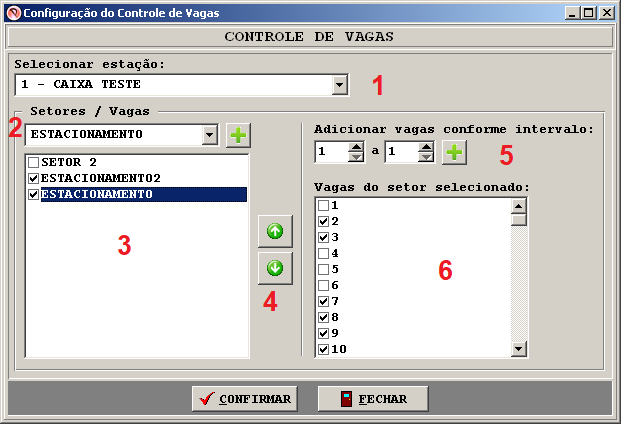 Configuração do Controle de Vagas
CONTROLE DE VAGAS
Selecionar estação:
1 - CAIXA TESTE
1
Setores / Vagas
2
ESTACIONAMENTO
SETOR 2
ESTACIONAMENTO2
ESTACIONAMENTO
3
4
Adicionar vagas conforme intervalo:
1 a 1
5
Vagas do setor selecionado:
1
2
3
4
5
6
7
8
9
10
6
CONFIRMAR
FECHAR